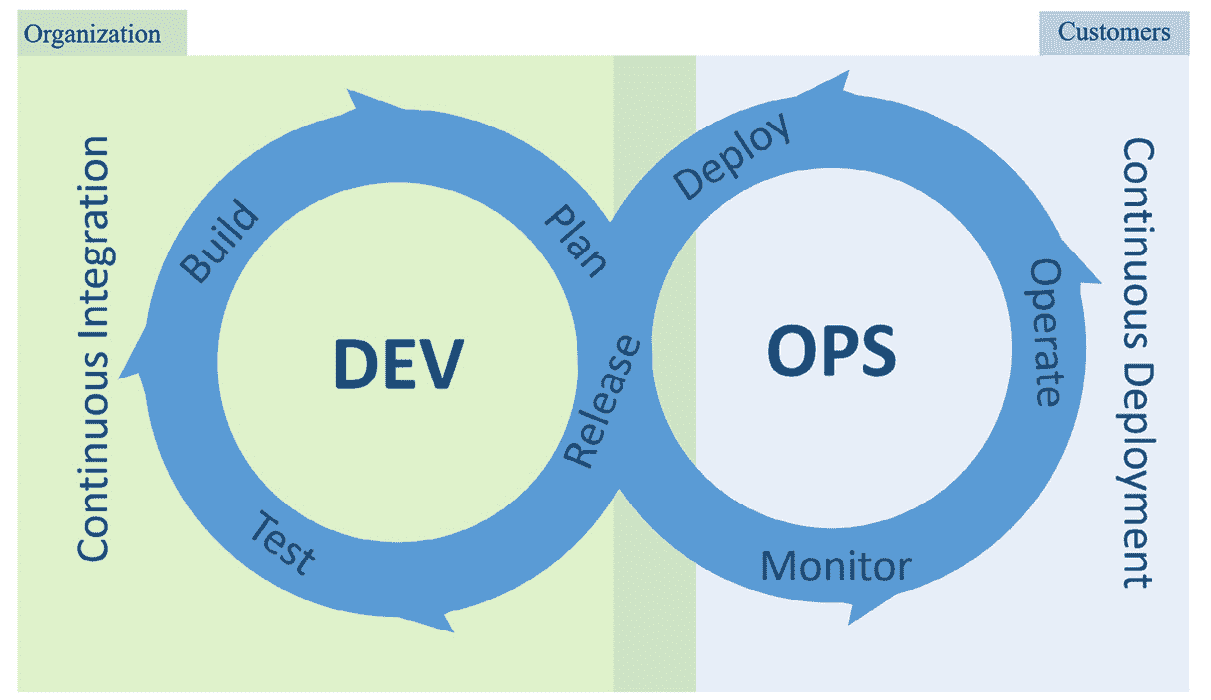 Organization
Customers
Continuous Integration
Build
Plan
DEV
Test
Release
Deploy
OPS
Operate
Monitor
Continuous Deployment